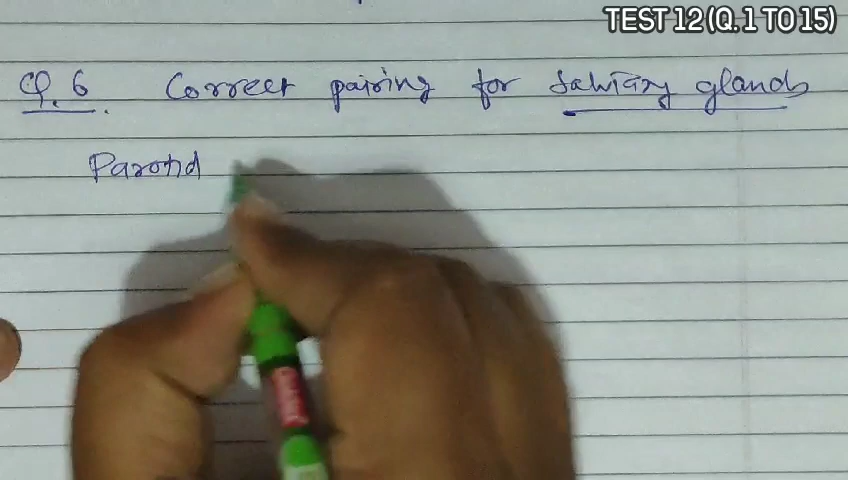 TEST 12 (Q. 1 TO 15)
Q. 6 Correct pairing for Salivary glands
Parotid